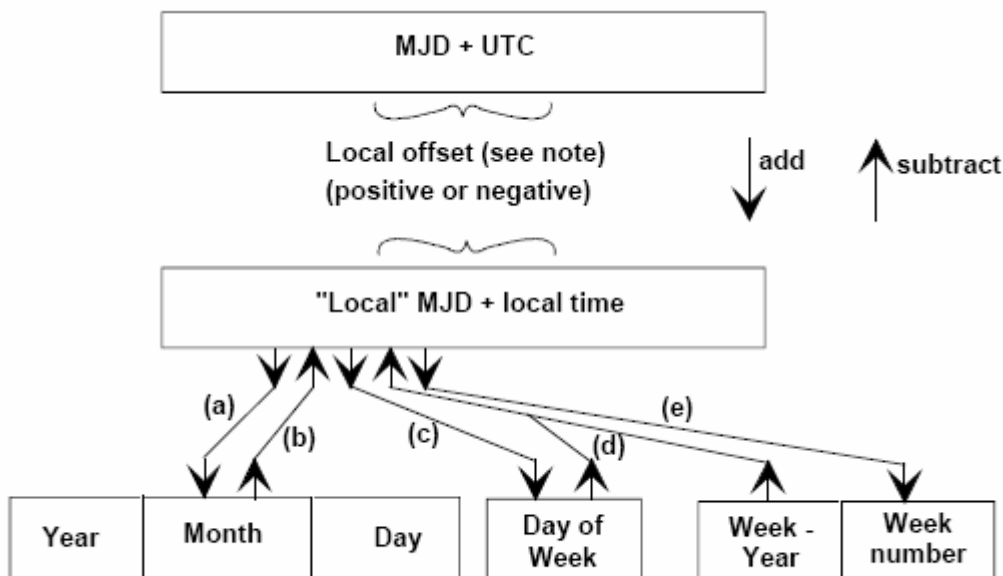 MJD + UTC
Local offset (see note)
(positive or negative)
add
subtract
"Local" MJD + local time
(a)
(b)
(c)
(d)
(e)
Year
Month
Day
Day of
Week
Week -
Year
Week
number